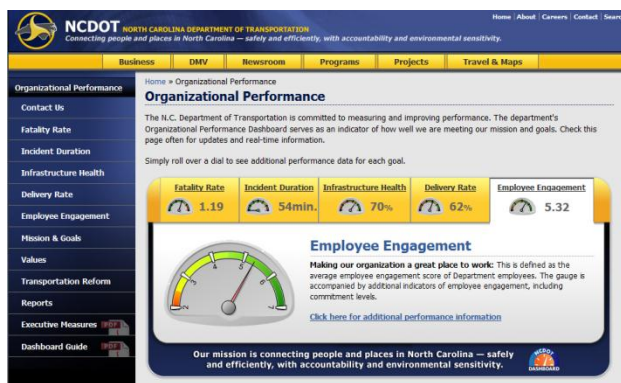 Home | About | Careers | Contact | Search
NCDOT NORTH CAROLINA DEPARTMENT OF TRANSPORTATION
Connecting people and places in North Carolina — safely and efficiently, with accountability and environmental sensitivity.
Business DMV Newsroom Programs Projects Travel & Maps
Organizational Performance
Contact Us
Fatality Rate
Incident Duration
Infrastructure Health
Delivery Rate
Employee Engagement
Mission & Goals
Values
Transportation Reform
Reports
Executive Measures PDF
Dashboard Guide PDF
Home » Organizational Performance
Organizational Performance
The N.C. Department of Transportation is committed to measuring and improving performance. The department's
Organizational Performance Dashboard serves as an indicator of how well we are meeting our mission and goals. Check this
page often for updates and real-time information.
Simply roll over a dial to see additional performance data for each goal.
Fatality Rate Incident Duration Infrastructure Health Delivery Rate Employee Engagement
1.19 54min. 70% 62% 5.32
4 5 6
Employee Engagement
Making our organization a great place to work: This is defined as the
average employee engagement score of Department employees. The gauge is
accompanied by additional indicators of employee engagement, including
commitment levels.
Click here for additional performance information
Our mission is connecting people and places in North Carolina — safely
and efficiently, with accountability and environmental sensitivity.
NCDOT
DASHBOARD